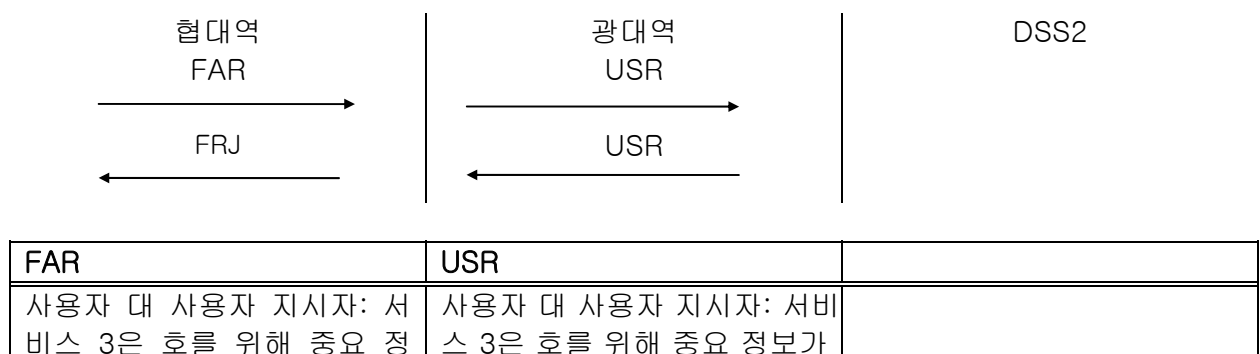 협대역 광대역 DSS2
FAR USR
FRJ USR
FAR USR
사용자 대 사용자 지시자: 서 사용자 대 사용자 지시자: 서비
비스 3은 호를 위해 중요 정 스 3은 호를 위해 중요 정보가